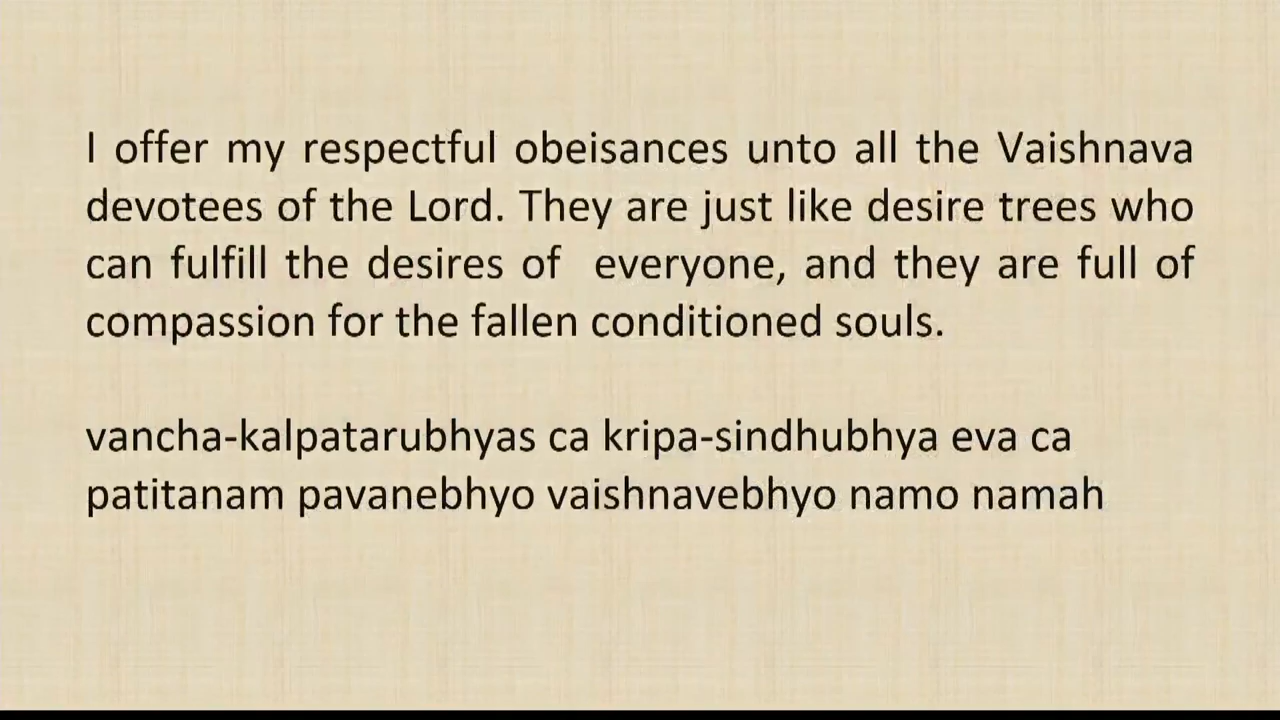 I offer my respectful obeisances unto all the Vaishnava
devotees of the Lord. They are just like desire trees who
can fulfill the desires of everyone, and they are full of
compassion for the fallen conditioned souls.
vancha-kalpatarubhyas ca kripa-sindhubhya eva ca
patitanam pavanebhyo vaishnavebhyo namo namah